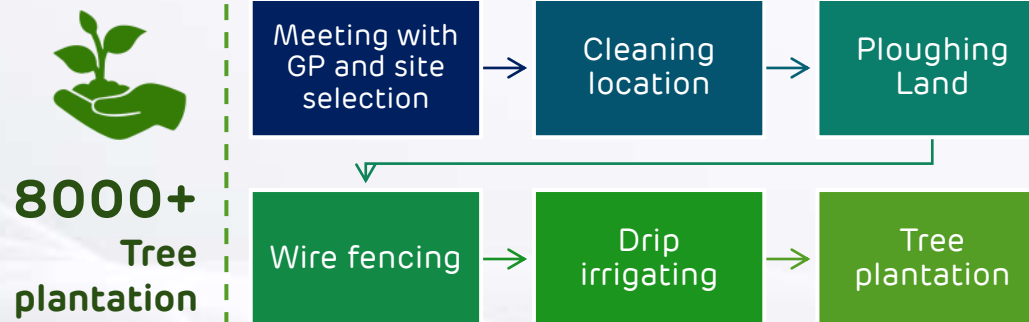 8000+
Tree
plantation
Meeting with
GP and site
selection
Cleaning
location
Ploughing
Land
Wire fencing
Drip
irrigating
Tree
plantation